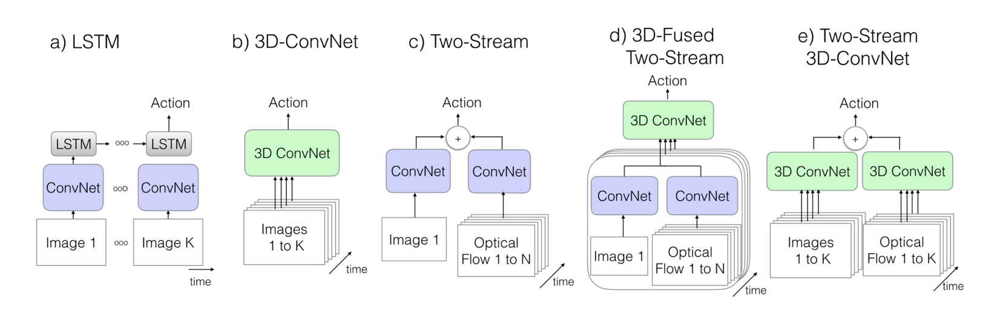 a) LSTM
Action
LSTM ooo LSTM
ConvNet ooo ConvNet
Image 1 ooo Image K
time
b) 3D-ConvNet
Action
3D ConvNet
Images
1 to K
time
c) Two-Stream
Action
+
ConvNet ConvNet
Image 1
Optical
Flow 1 to N
time
d) 3D-Fused
Two-Stream
Action
3D ConvNet
ConvNet ConvNet
Image 1
Optical
Flow 1 to N
time
e) Two-Stream
3D-ConvNet
Action
+
3D ConvNet 3D ConvNet
Images
1 to K
Optical
Flow 1 to K
time